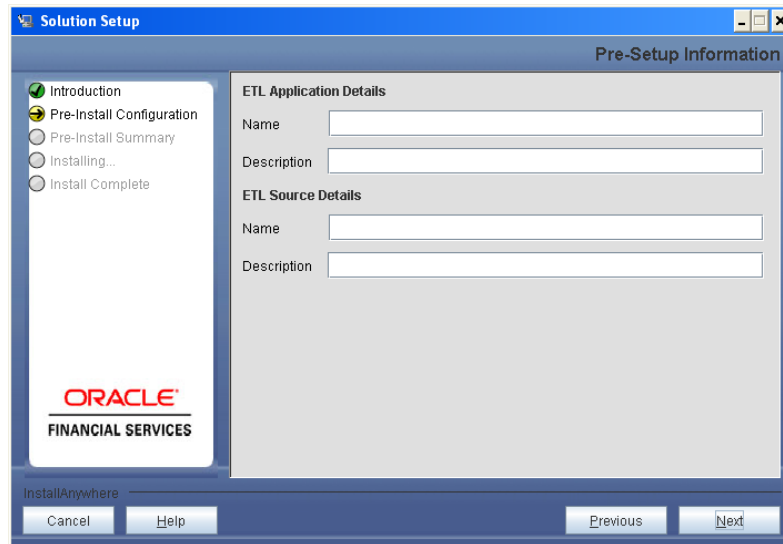 Solution Setup
Pre-Setup Information
Introduction
Pre-Install Configuration
Pre-Install Summary
Installing...
Install Complete
ETL Application Details
Name
Description
ETL Source Details
Name
Description
ORACLE
FINANCIAL SERVICES
InstallAnywhere
Cancel
Help
Previous
Next